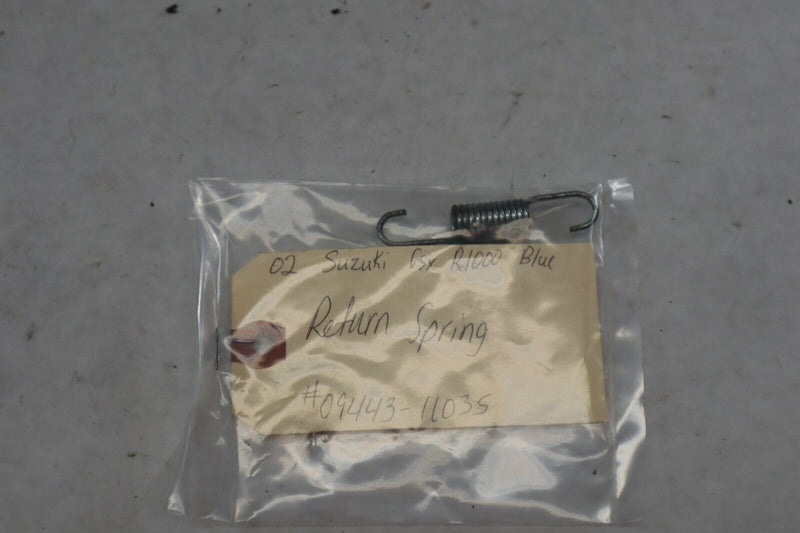 02 Suzuki Gsx R1000 Blue
Return Spring
#09443-11035